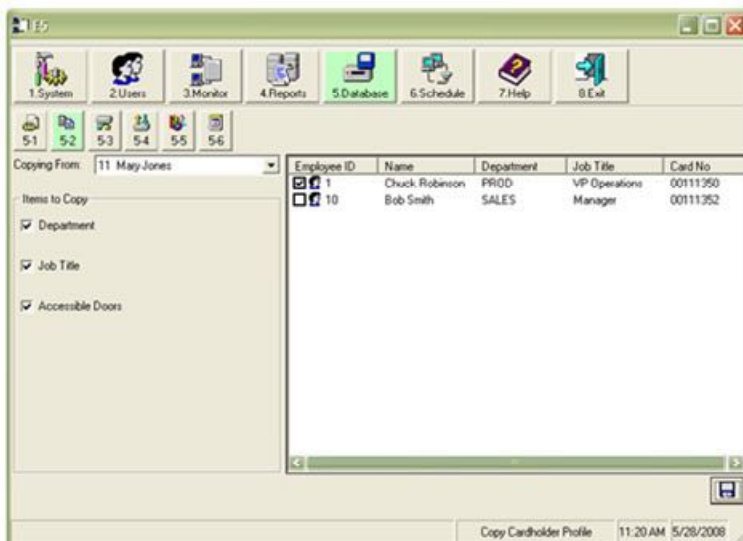 E5
1.System 2.Users 3.Monitor 4.Reports 5.Database 6.Schedule 7.Help 8.Exit
5-1 5-2 5-3 5-4 5-5 5-6
Copying From: 11 Mary Jones
Items to Copy
Department
Job Title
Accessible Doors
Employee ID Name Department Job Title Card No
1 Chuck Robinson PROD VP Operations 00111350
10 Bob Smith SALES Manager 00111352
Copy Cardholder Profile 11:20 AM 5/28/2008